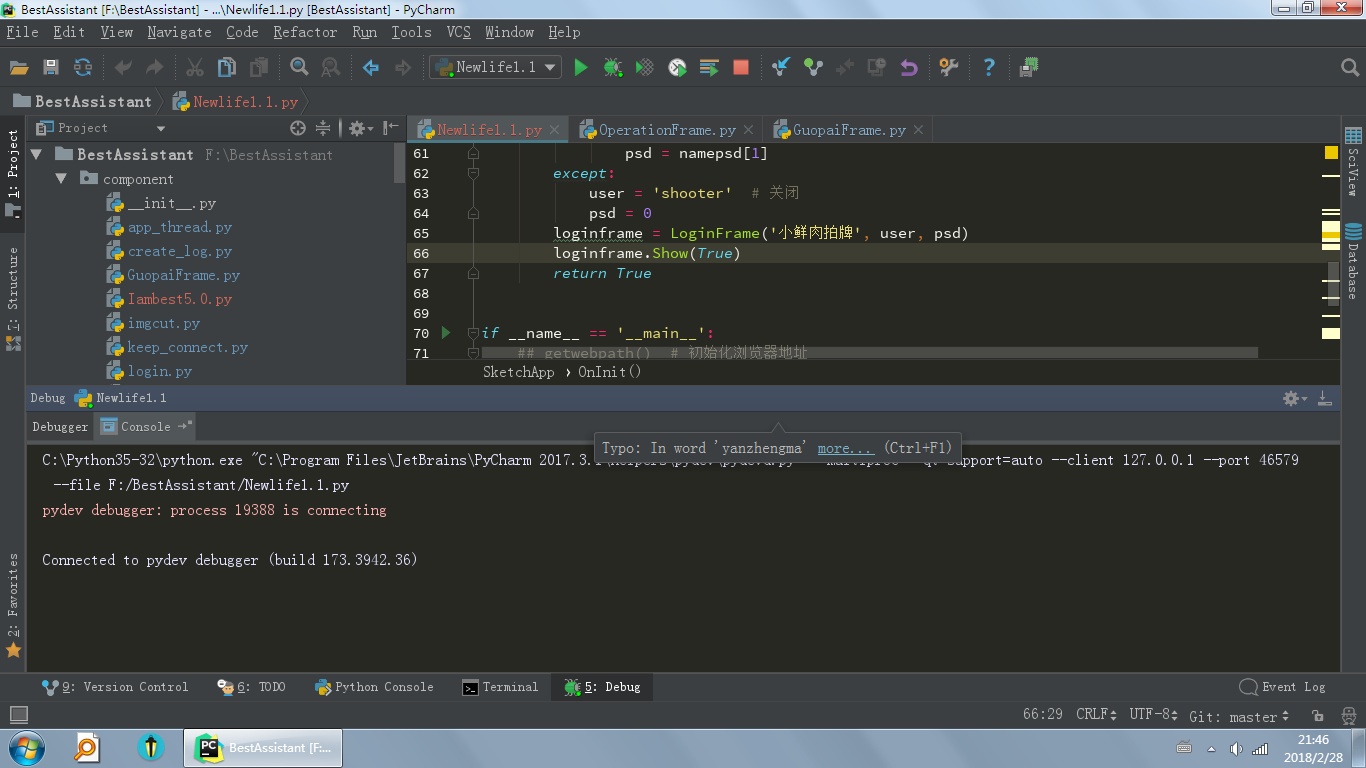 BestAssistant [F:\BestAssistant] - ...\Newlife1.1.py [BestAssistant] - PyCharm
File Edit View Navigate Code Refactor Run Tools VCS Window Help
Newlife1.1
BestAssistant Newlife1.1.py
Project
Newlife1.1.py OperationFrame.py GuopaiFrame.py
BestAssistant F:\BestAssistant
component
__init__.py
app_thread.py
create_log.py
GuopaiFrame.py
Iambest5.0.py
imgcut.py
keep_connect.py
login.py
1: Project
7: Structure
2: Favorites
61 psd = namepsd[1]
62 except:
63 user = 'shooter' # 关闭
64 psd = 0
65 loginframe = LoginFrame('小鲜肉拍牌', user, psd)
66 loginframe.Show(True)
67 return True
68
69
70 if __name__ == '__main__':
71 ## getwebpath() # 初始化浏览器地址
SketchApp › OnInit()
SciView
Database
Debug Newlife1.1
Debugger Console
Typo: In word 'yanzhengma' more... (Ctrl+F1)
C:\Python35-32\python.exe "C:\Program Files\JetBrains\PyCharm 2017.3.1\helpers\pydev\pydevd.py" --multiproc --qt-support=auto --client 127.0.0.1 --port 46579
--file F:/BestAssistant/Newlife1.1.py
pydev debugger: process 19388 is connecting
Connected to pydev debugger (build 173.3942.36)
9: Version Control 6: TODO Python Console Terminal 5: Debug Event Log
66:29 CRLF UTF-8 Git: master
BestAssistant [F:...
21:46
2018/2/28